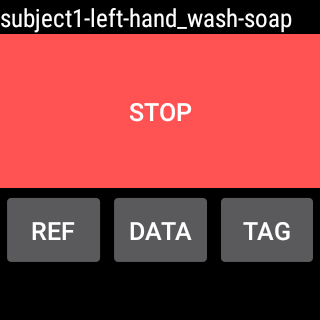 subject1-left-hand_wash-soap
STOP
REF DATA TAG